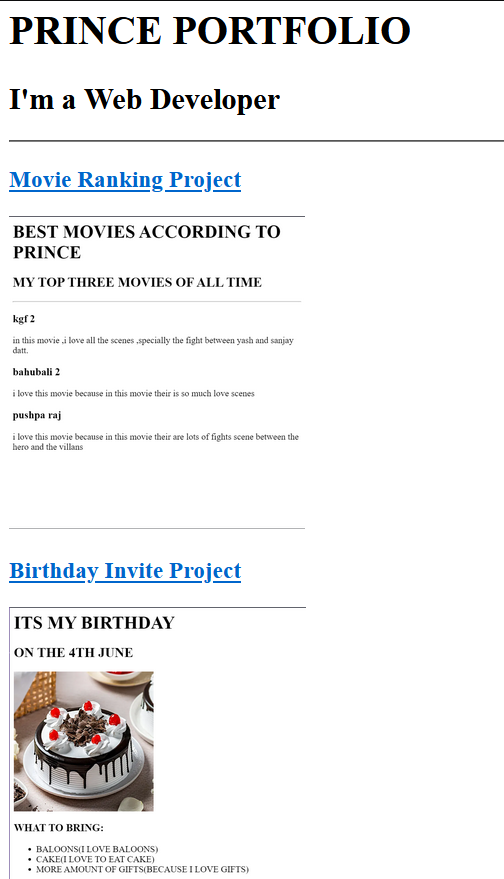 PRINCE PORTFOLIO
I'm a Web Developer
Movie Ranking Project
BEST MOVIES ACCORDING TO
PRINCE
MY TOP THREE MOVIES OF ALL TIME
kgf 2
in this movie ,i love all the scenes ,specially the fight between yash and sanjay
datt.
bahubali 2
i love this movie because in this movie their is so much love scenes
pushpa raj
i love this movie because in this movie their are lots of fights scene between the
hero and the villans
Birthday Invite Project
ITS MY BIRTHDAY
ON THE 4TH JUNE
WHAT TO BRING:
• BALOONS(I LOVE BALOONS)
• CAKE(I LOVE TO EAT CAKE)
• MORE AMOUNT OF GIFTS(BECAUSE I LOVE GIFTS)